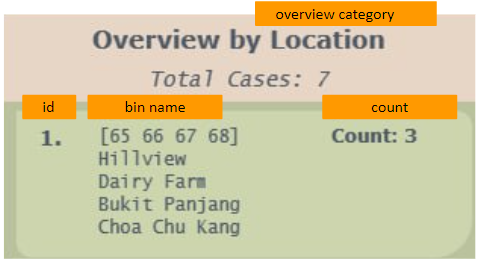 overview category
Overview by Location
Total Cases: 7
id bin name count
1. [65 66 67 68] Count: 3
Hillview
Dairy Farm
Bukit Panjang
Choa Chu Kang